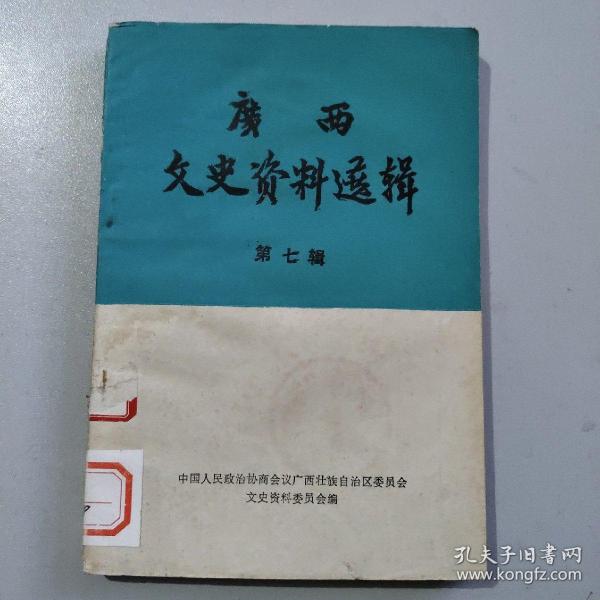 廣西
文史资料选辑
第七辑
中国人民政治协商会议广西壮族自治区委员会
文史资料委员会编
孔夫子旧书网
www.kongfz.com